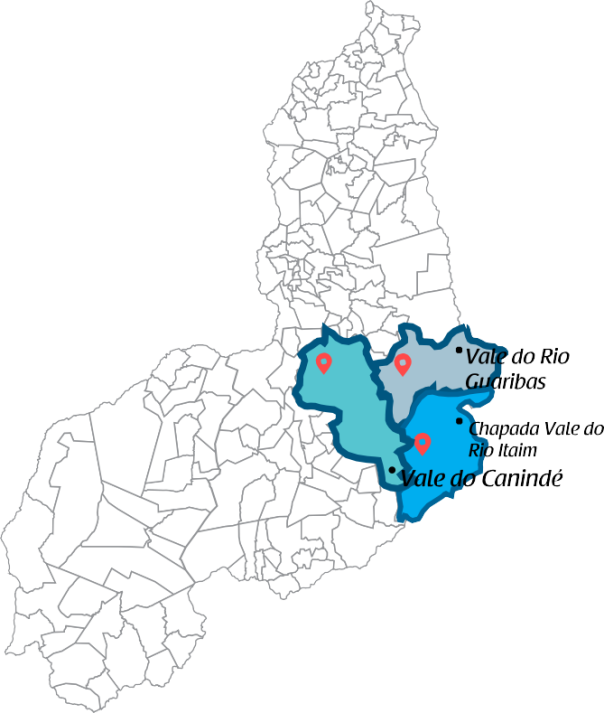 Vale do Rio
Guaribas
Chapada Vale do
Rio Itaim
Vale do Canindé